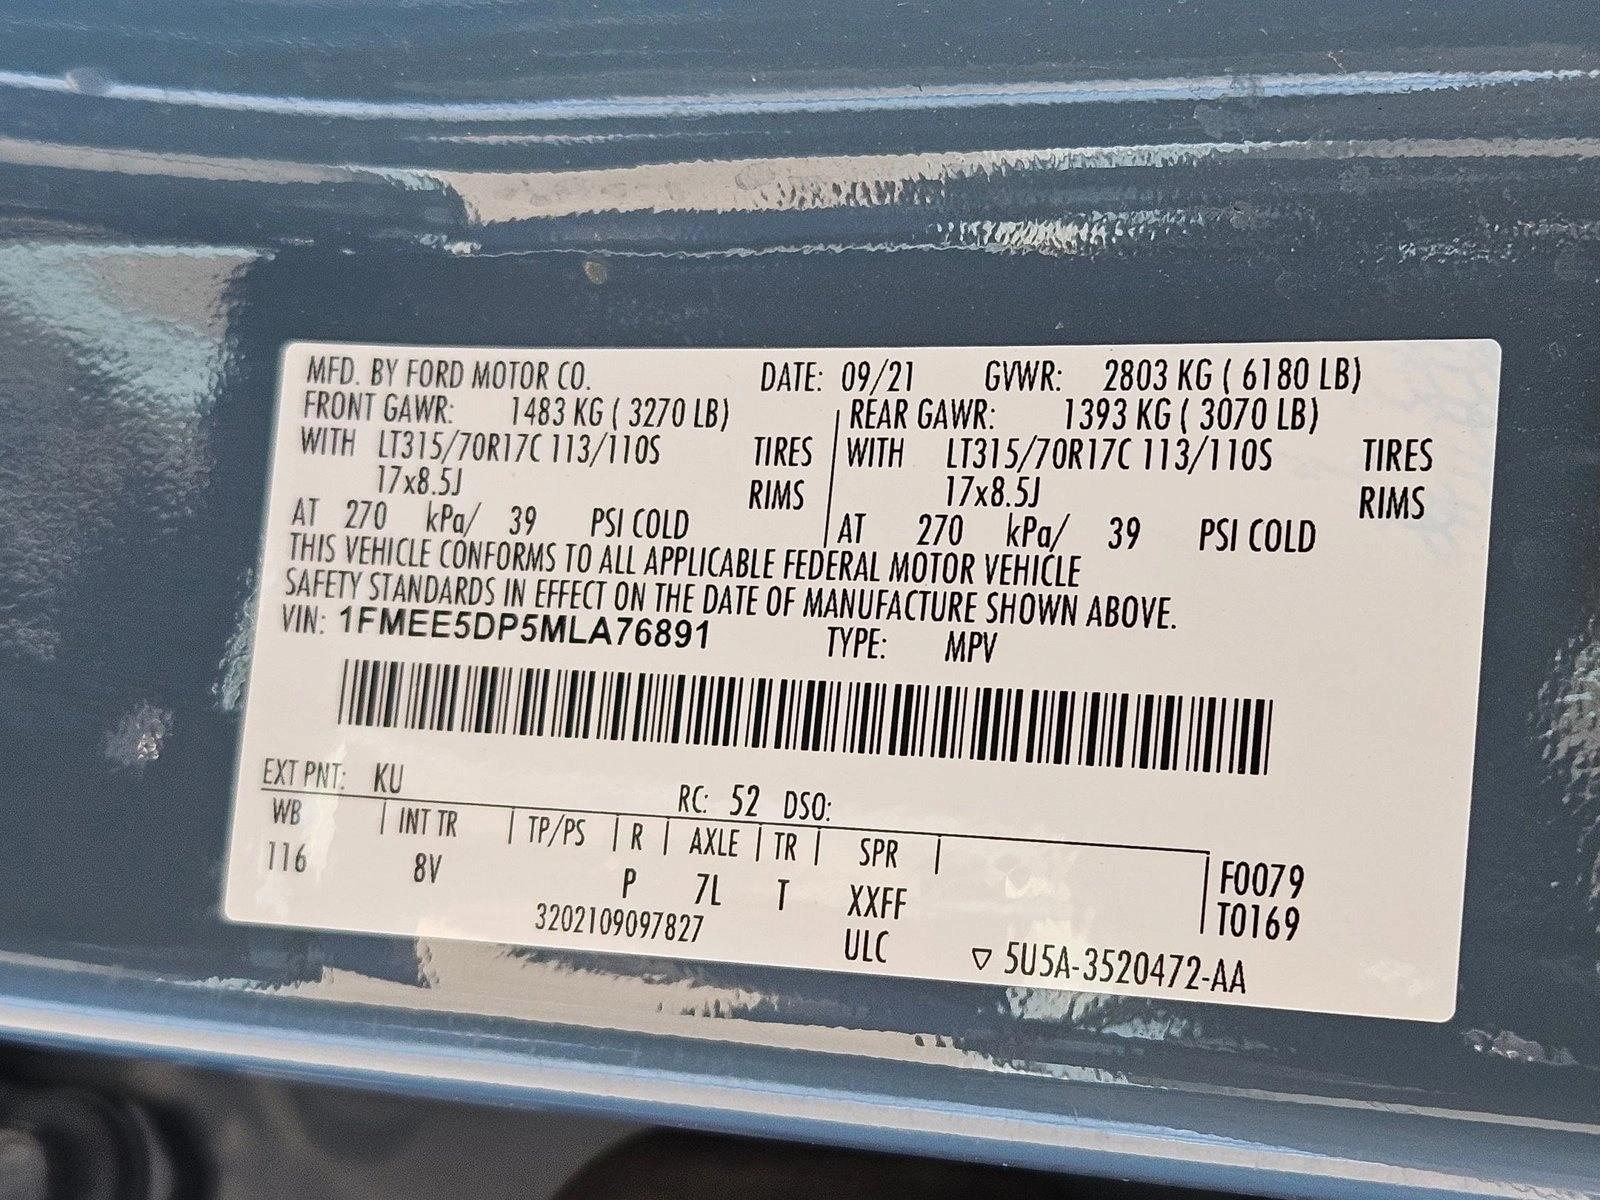 MFD. BY FORD MOTOR CO. DATE: 09/21 GVWR: 2803 KG ( 6180 LB)
FRONT GAWR: 1483 KG ( 3270 LB) REAR GAWR: 1393 KG ( 3070 LB)
WITH LT315/70R17C 113/110S TIRES WITH LT315/70R17C 113/110S TIRES
17x8.5J RIMS 17x8.5J RIMS
AT 270 kPa/ 39 PSI COLD AT 270 kPa/ 39 PSI COLD
THIS VEHICLE CONFORMS TO ALL APPLICABLE FEDERAL MOTOR VEHICLE
SAFETY STANDARDS IN EFFECT ON THE DATE OF MANUFACTURE SHOWN ABOVE.
VIN: 1FMEE5DP5MLA76891 TYPE: MPV
EXT PNT: KU RC: 52 DSO:
WB INT TR TP/PS R AXLE TR SPR F0079
116 8V P 7L T XXFF T0169
3202109097827 ULC 5U5A-3520472-AA